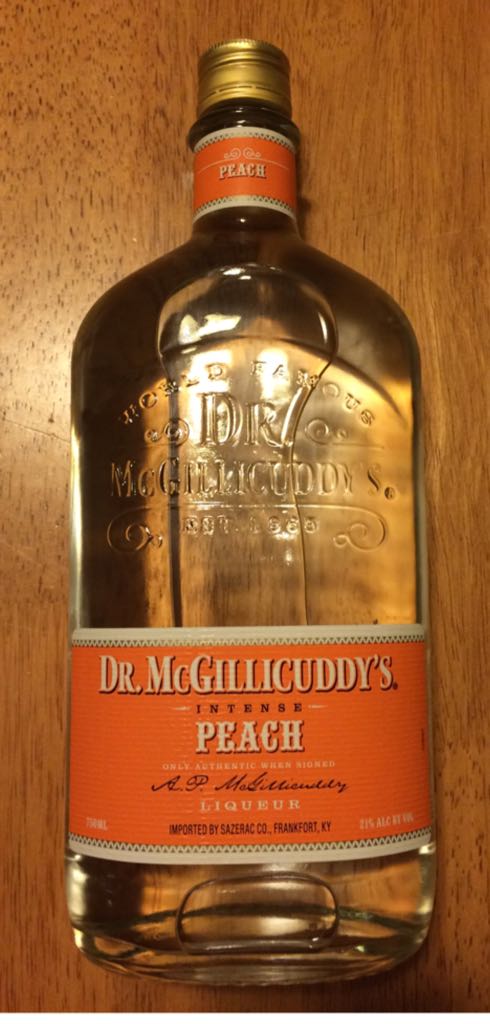 PEACH
WORLD FAMOUS
DR.
McGILLICUDDY'S®
EST. 1865
DR. McGILLICUDDY'S®
INTENSE
PEACH
ONLY AUTHENTIC WHEN SIGNED
A.P. McGillicuddy
LIQUEUR
750ML
IMPORTED BY SAZERAC CO., FRANKFORT, KY
21% ALC BY VOL